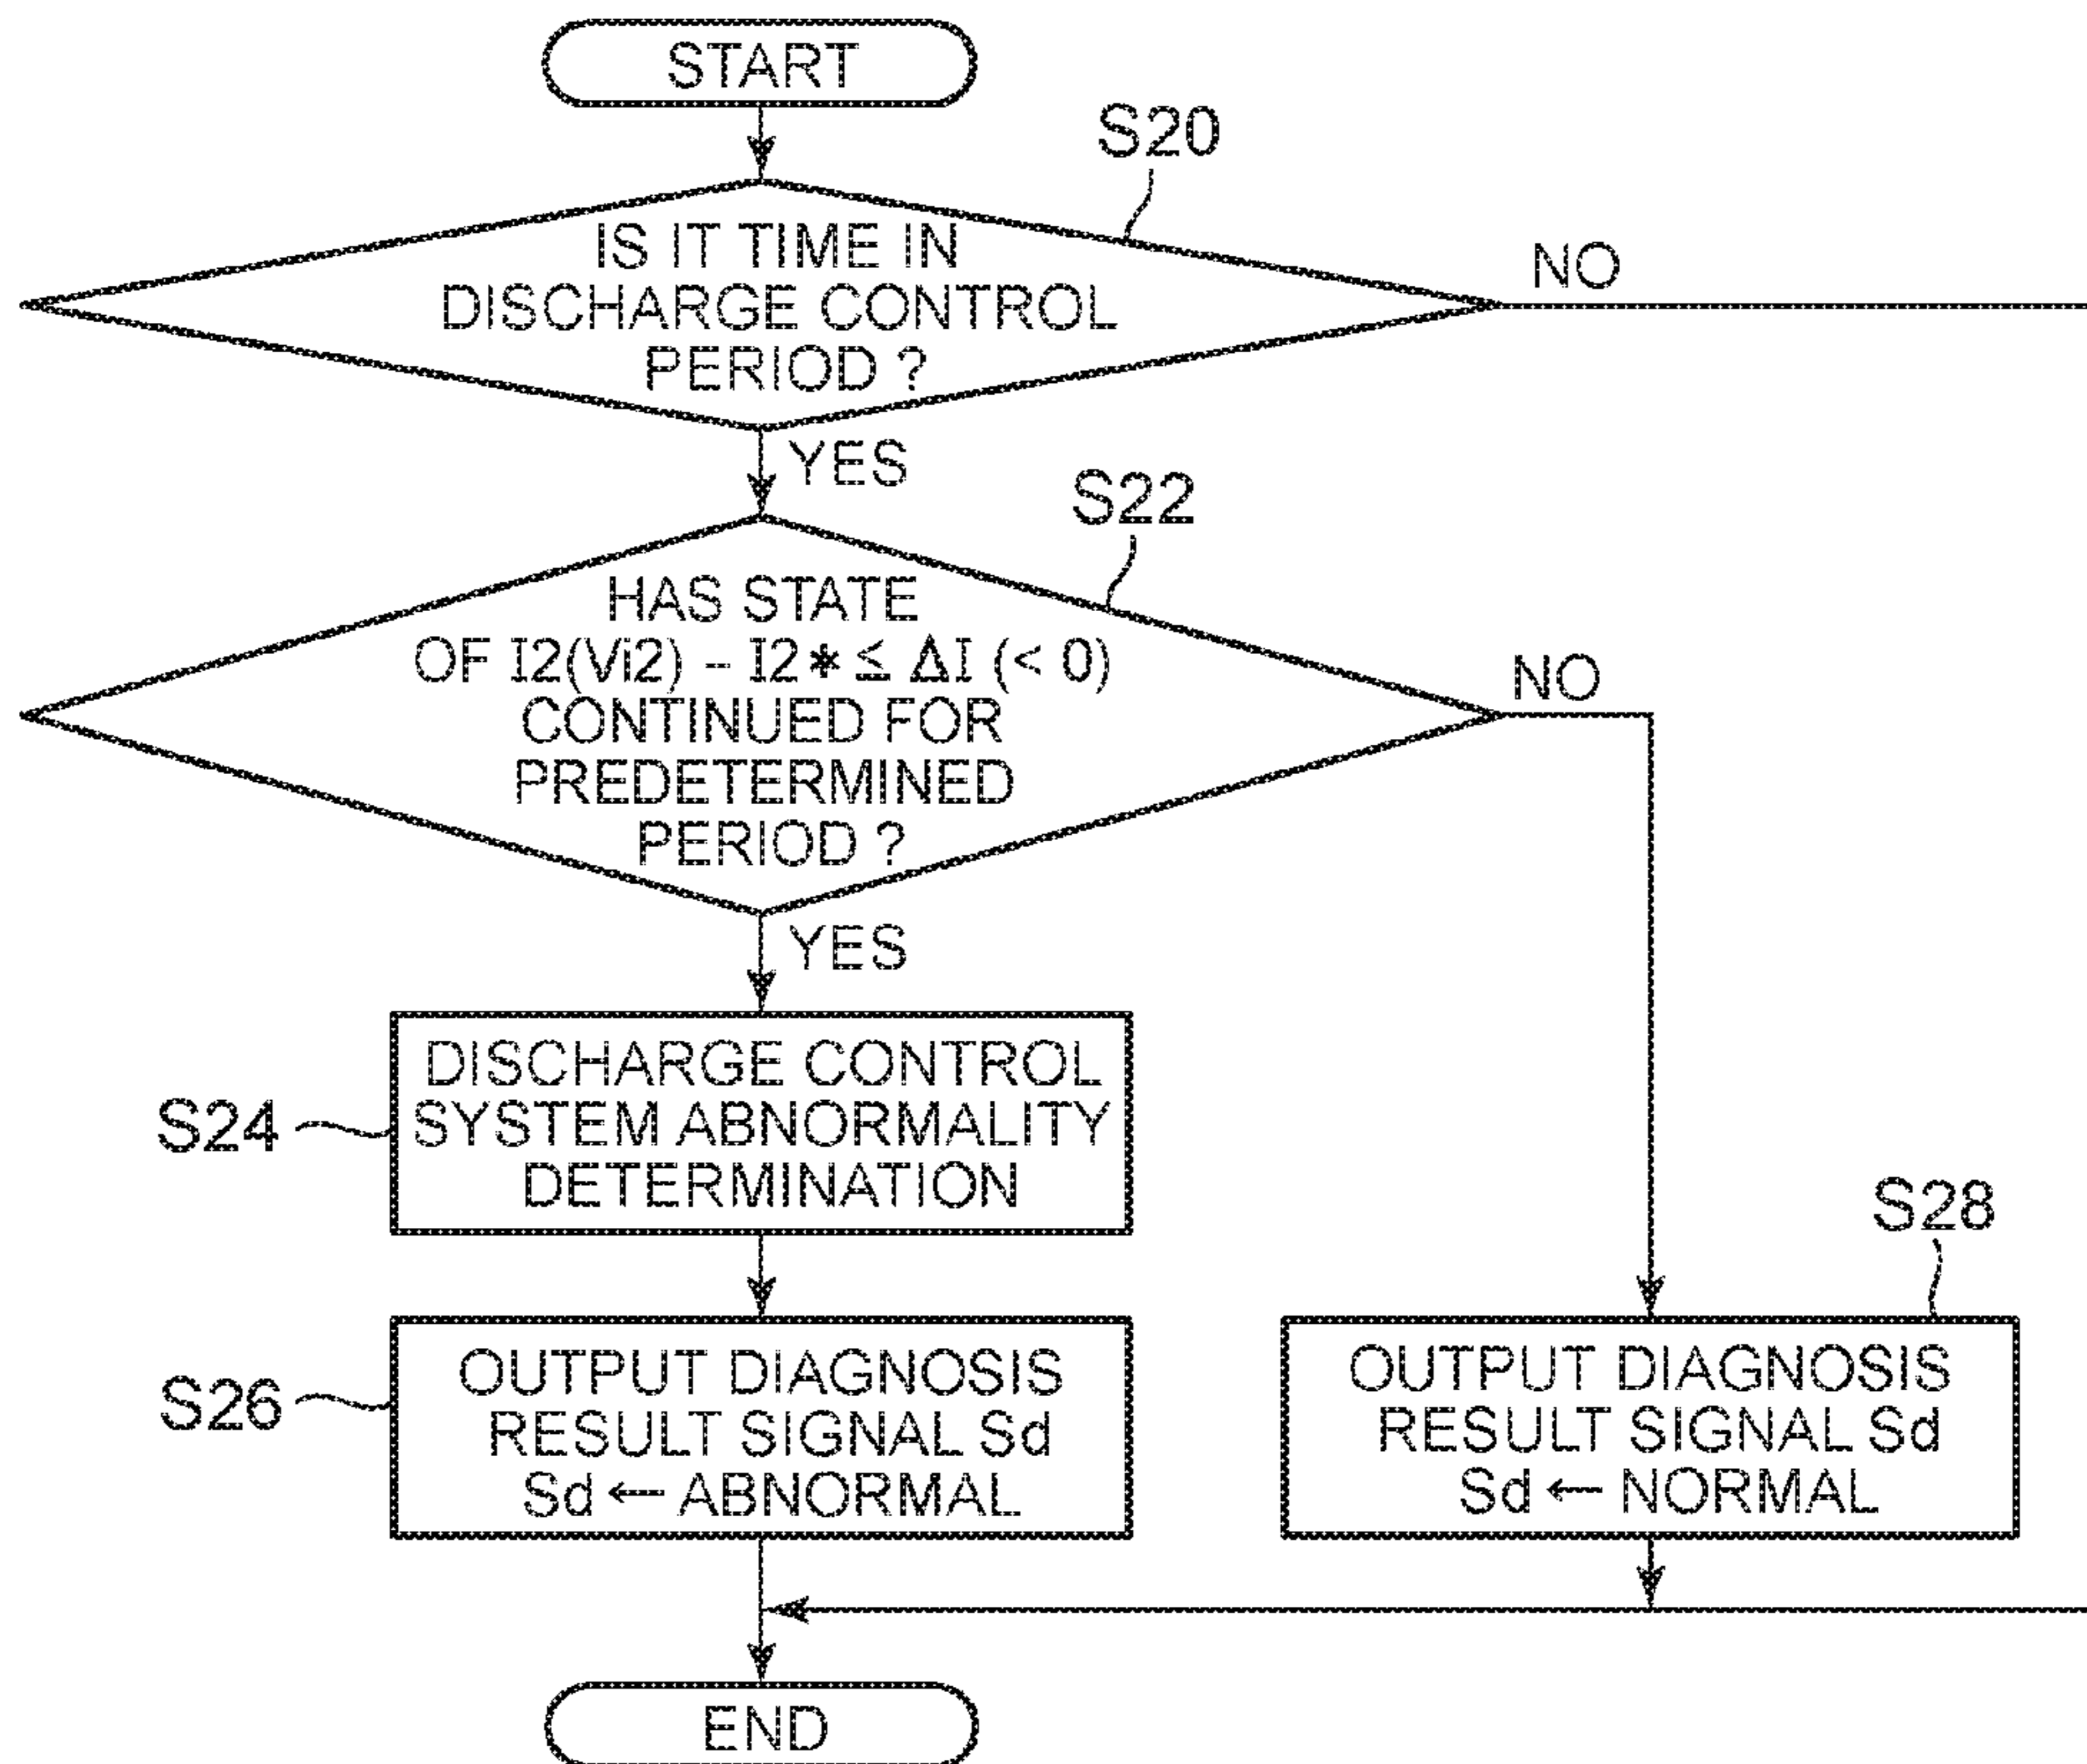 START
S20
IS IT TIME IN
DISCHARGE CONTROL
PERIOD ?
NO
YES
S22
HAS STATE
OF I2(Vi2) – I2＊≤ ΔI (< 0)
CONTINUED FOR
PREDETERMINED
PERIOD ?
NO
YES
S24
DISCHARGE CONTROL
SYSTEM ABNORMALITY
DETERMINATION
S26
OUTPUT DIAGNOSIS
RESULT SIGNAL Sd
Sd ← ABNORMAL
S28
OUTPUT DIAGNOSIS
RESULT SIGNAL Sd
Sd ← NORMAL
END